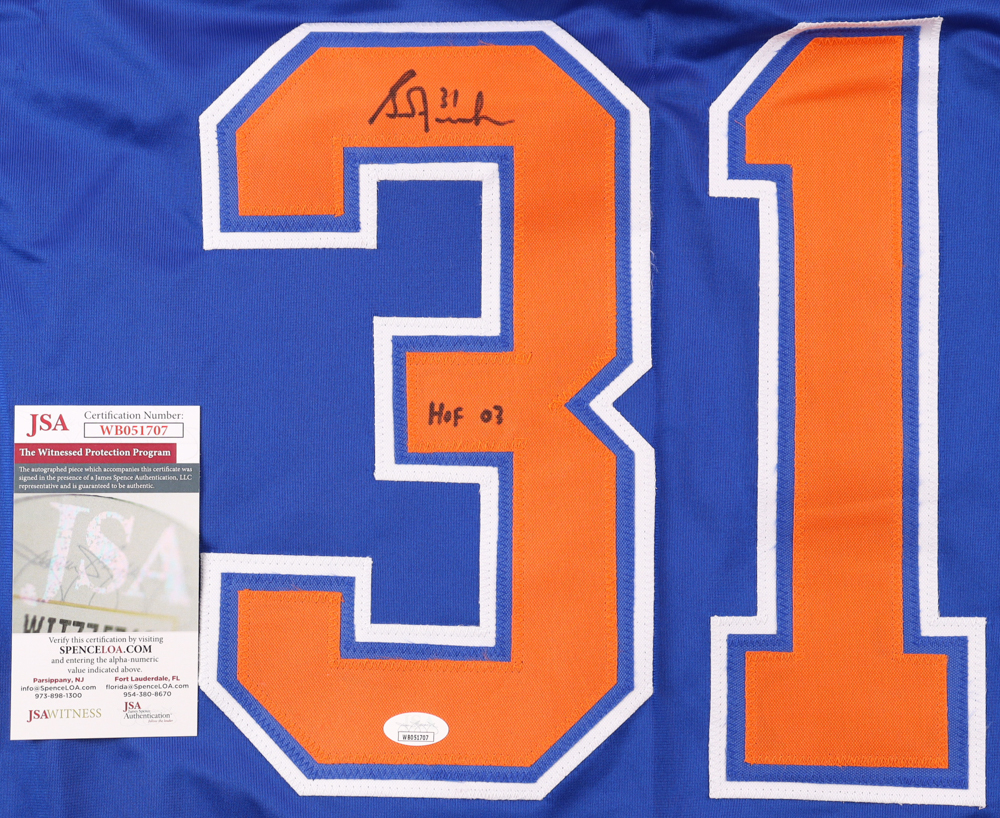 31
31
HOF 03
JSA
Certification Number:
WB051707
The Witnessed Protection Program
The autographed piece which accompanies this certificate was
signed in the presence of a James Spence Authentication, LLC
representative and is guaranteed to be authentic.
JSA
Verify this certification by visiting
SPENCELOA.COM
and entering the alpha-numeric
value indicated above.
Parsippany, NJ
info@SpenceLOA.com
973-898-1300
Fort Lauderdale, FL
florida@SpenceLOA.com
954-380-8670
JSAWITNESS
JSA
Authentication
WB051707